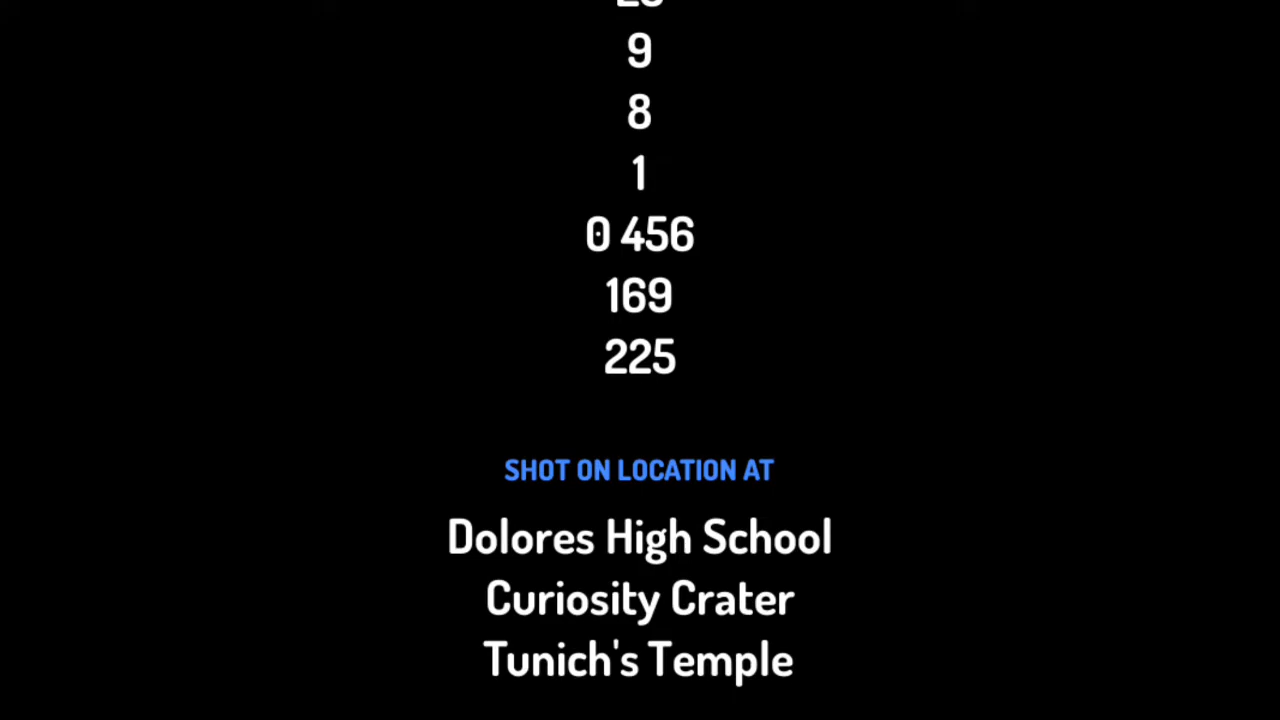 9
8
1
0 456
169
225
SHOT ON LOCATION AT
Dolores High School
Curiosity Crater
Tunich's Temple